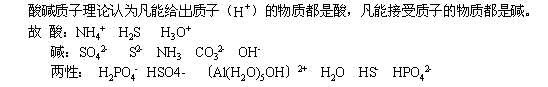 酸碱质子理论认为凡能给出质子（H⁺）的物质都是酸，凡能接受质子的物质都是碱。
故 酸：NH₄⁺ H₂S H₃O⁺
碱：SO₄²⁻ S²⁻ NH₃ CO₃²⁻ OH⁻
两性： H₂PO₄⁻ HSO4- 〔Al(H₂O)₅OH〕²⁺ H₂O HS⁻ HPO₄²⁻